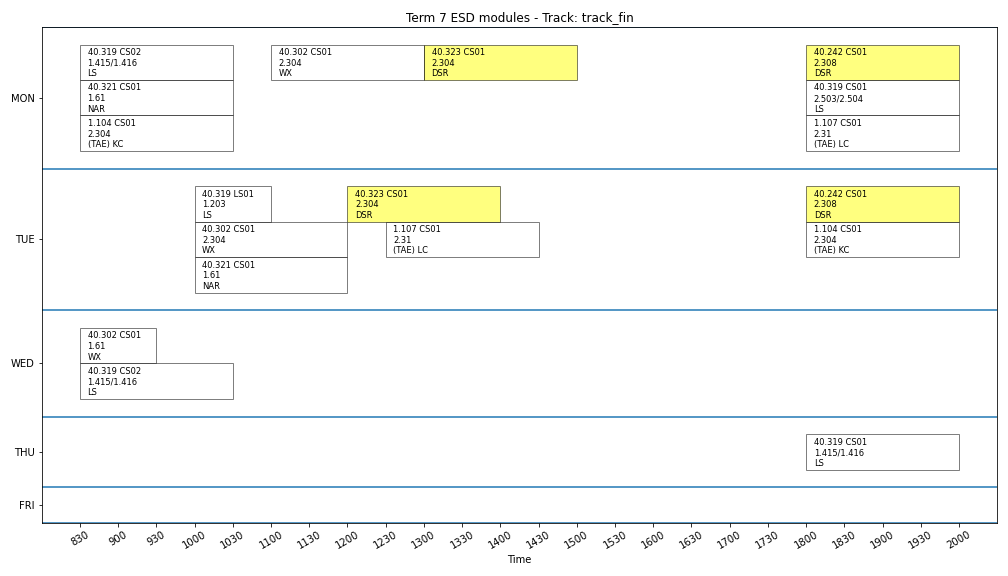 Term 7 ESD modules - Track: track_fin
MON
40.319 CS02
1.415/1.416
LS
40.321 CS01
1.61
NAR
1.104 CS01
2.304
(TAE) KC
40.302 CS01
2.304
WX
40.323 CS01
2.304
DSR
40.242 CS01
2.308
DSR
40.319 CS01
2.503/2.504
LS
1.107 CS01
2.31
(TAE) LC
TUE
40.319 LS01
1.203
LS
40.302 CS01
2.304
WX
40.321 CS01
1.61
NAR
40.323 CS01
2.304
DSR
1.107 CS01
2.31
(TAE) LC
40.242 CS01
2.308
DSR
1.104 CS01
2.304
(TAE) KC
WED
40.302 CS01
1.61
WX
40.319 CS02
1.415/1.416
LS
THU
40.319 CS01
1.415/1.416
LS
FRI
830 900 930 1000 1030 1100 1130 1200 1230 1300 1330 1400 1430 1500 1600 1630 1700 1730 1800 1830 1900 1930 2000
Time